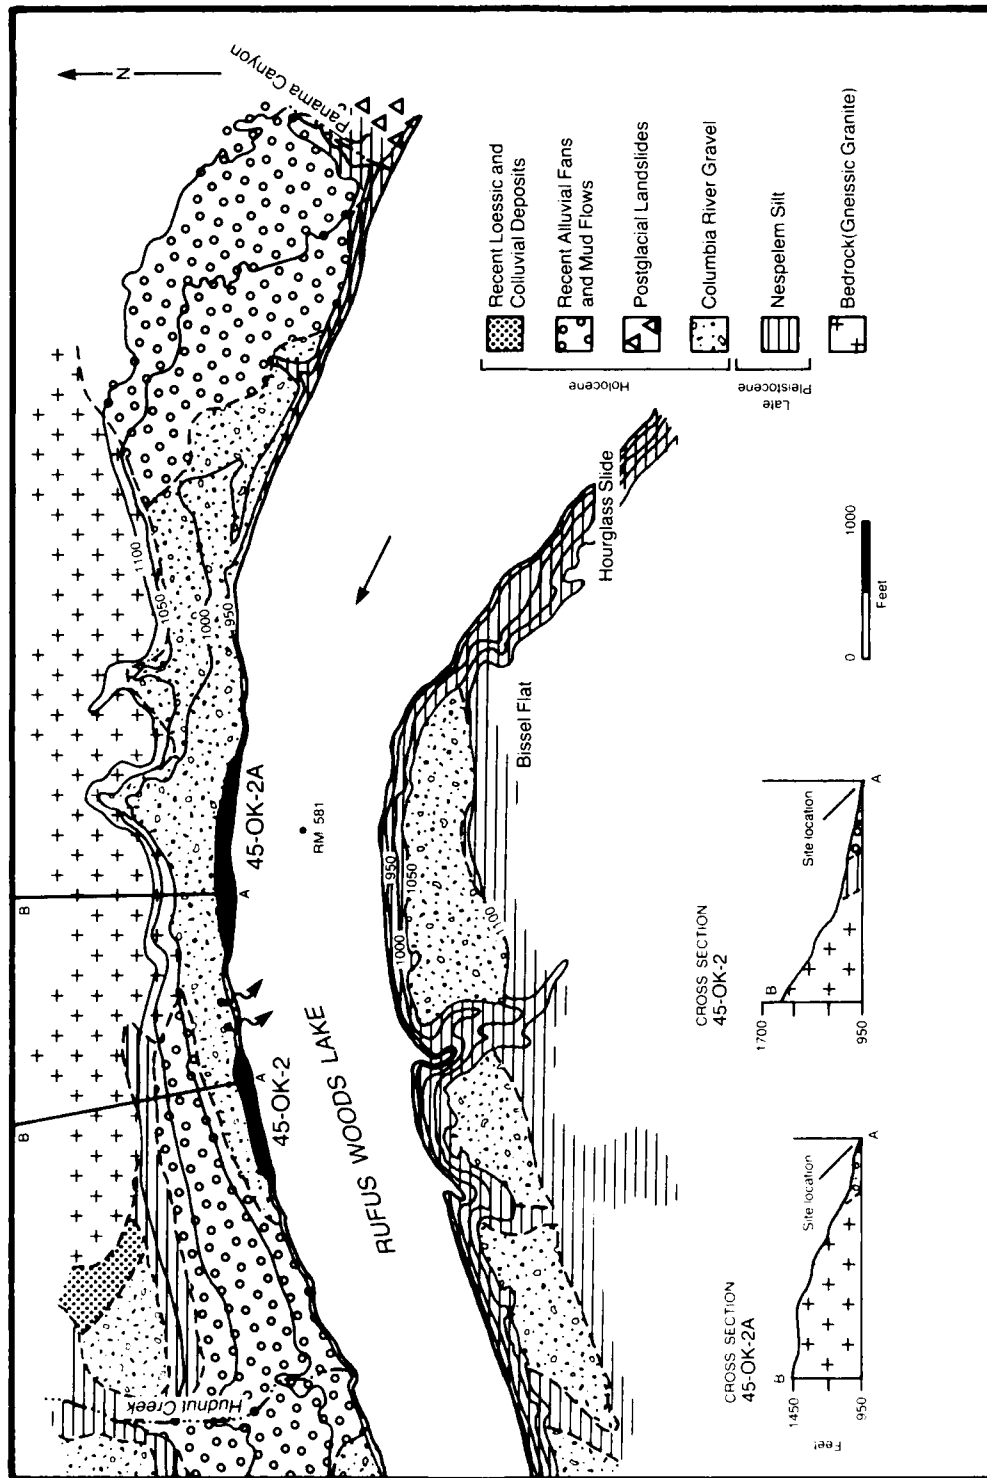 N
Panama Canyon
1100
1050
1000
950
B
A
45-OK-2A
B
A
45-OK-2
RM 581
RUFUS WOODS LAKE
Hudnut Creek
950
1000
1050
1100
Bissel Flat
Hourglass Slide
Holocene
Late
Pleistocene
Recent Loessic and
Colluvial Deposits
Recent Alluvial Fans
and Mud Flows
Postglacial Landslides
Columbia River Gravel
Nespelem Silt
Bedrock(Gneissic Granite)
0
1000
Feet
CROSS SECTION
45-OK-2A
B
1450
Feet
950
Site location
A
CROSS SECTION
45-OK-2
1700
B
950
Site location
A